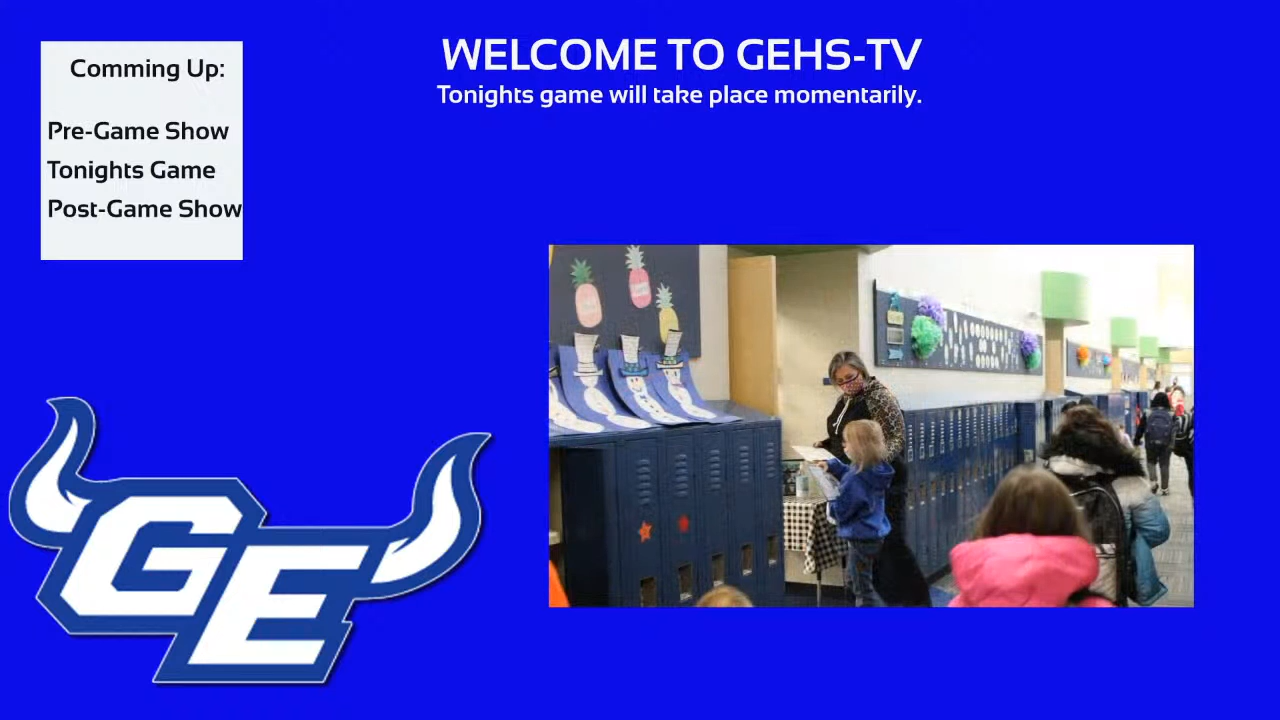 WELCOME TO GEHS-TV
Tonights game will take place momentarily.
Comming Up:
Pre-Game Show
Tonights Game
Post-Game Show
GE